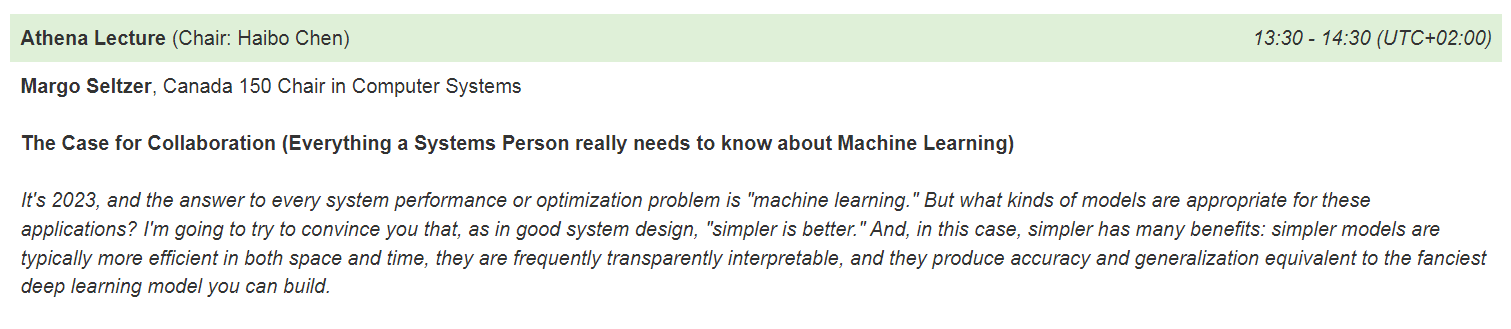 Athena Lecture (Chair: Haibo Chen) 13:30 - 14:30 (UTC+02:00)
Margo Seltzer, Canada 150 Chair in Computer Systems
The Case for Collaboration (Everything a Systems Person really needs to know about Machine Learning)
It's 2023, and the answer to every system performance or optimization problem is "machine learning." But what kinds of models are appropriate for these
applications? I'm going to try to convince you that, as in good system design, "simpler is better." And, in this case, simpler has many benefits: simpler models are
typically more efficient in both space and time, they are frequently transparently interpretable, and they produce accuracy and generalization equivalent to the fanciest
deep learning model you can build.